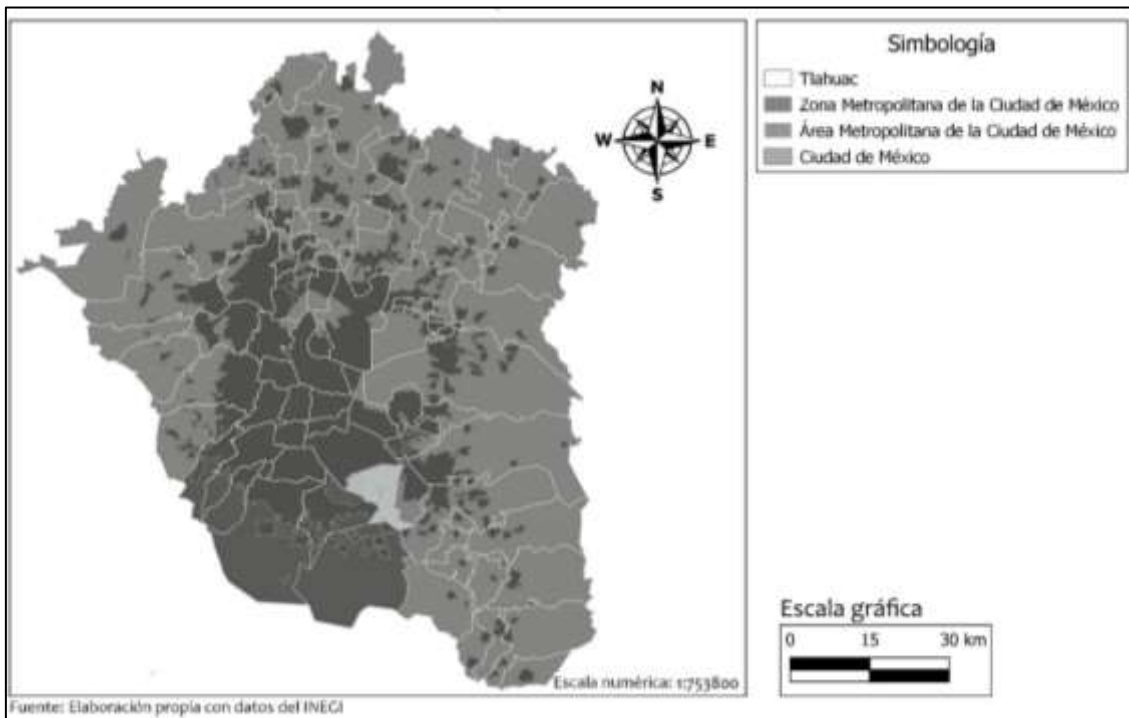 Simbología
Tlahuac
Zona Metropolitana de la Ciudad de México
Área Metropolitana de la Ciudad de México
Ciudad de México
N
W
E
S
Escala gráfica
0 15 30 km
Escala numérica: 1:753800
Fuente: Elaboración propia con datos del INEGI